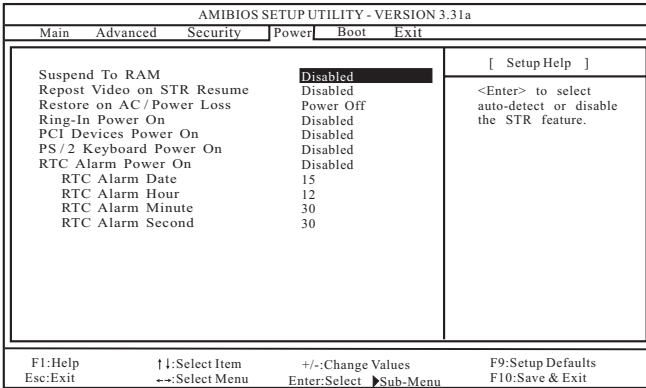 AMIBIOS SETUP UTILITY - VERSION 3.31a
Main Advanced Security Power Boot Exit
Suspend To RAM Disabled
Repost Video on STR Resume Disabled
Restore on AC/Power Loss Power Off
Ring-In Power On Disabled
PCI Devices Power On Disabled
PS/2 Keyboard Power On Disabled
RTC Alarm Power On Disabled
RTC Alarm Date 15
RTC Alarm Hour 12
RTC Alarm Minute 30
RTC Alarm Second 30
[ Setup Help ]
<Enter> to select
auto-detect or disable
the STR feature.
F1:Help ↑↓:Select Item +/-:Change Values F9:Setup Defaults
Esc:Exit ←→:Select Menu Enter:Select ▶Sub-Menu F10:Save & Exit